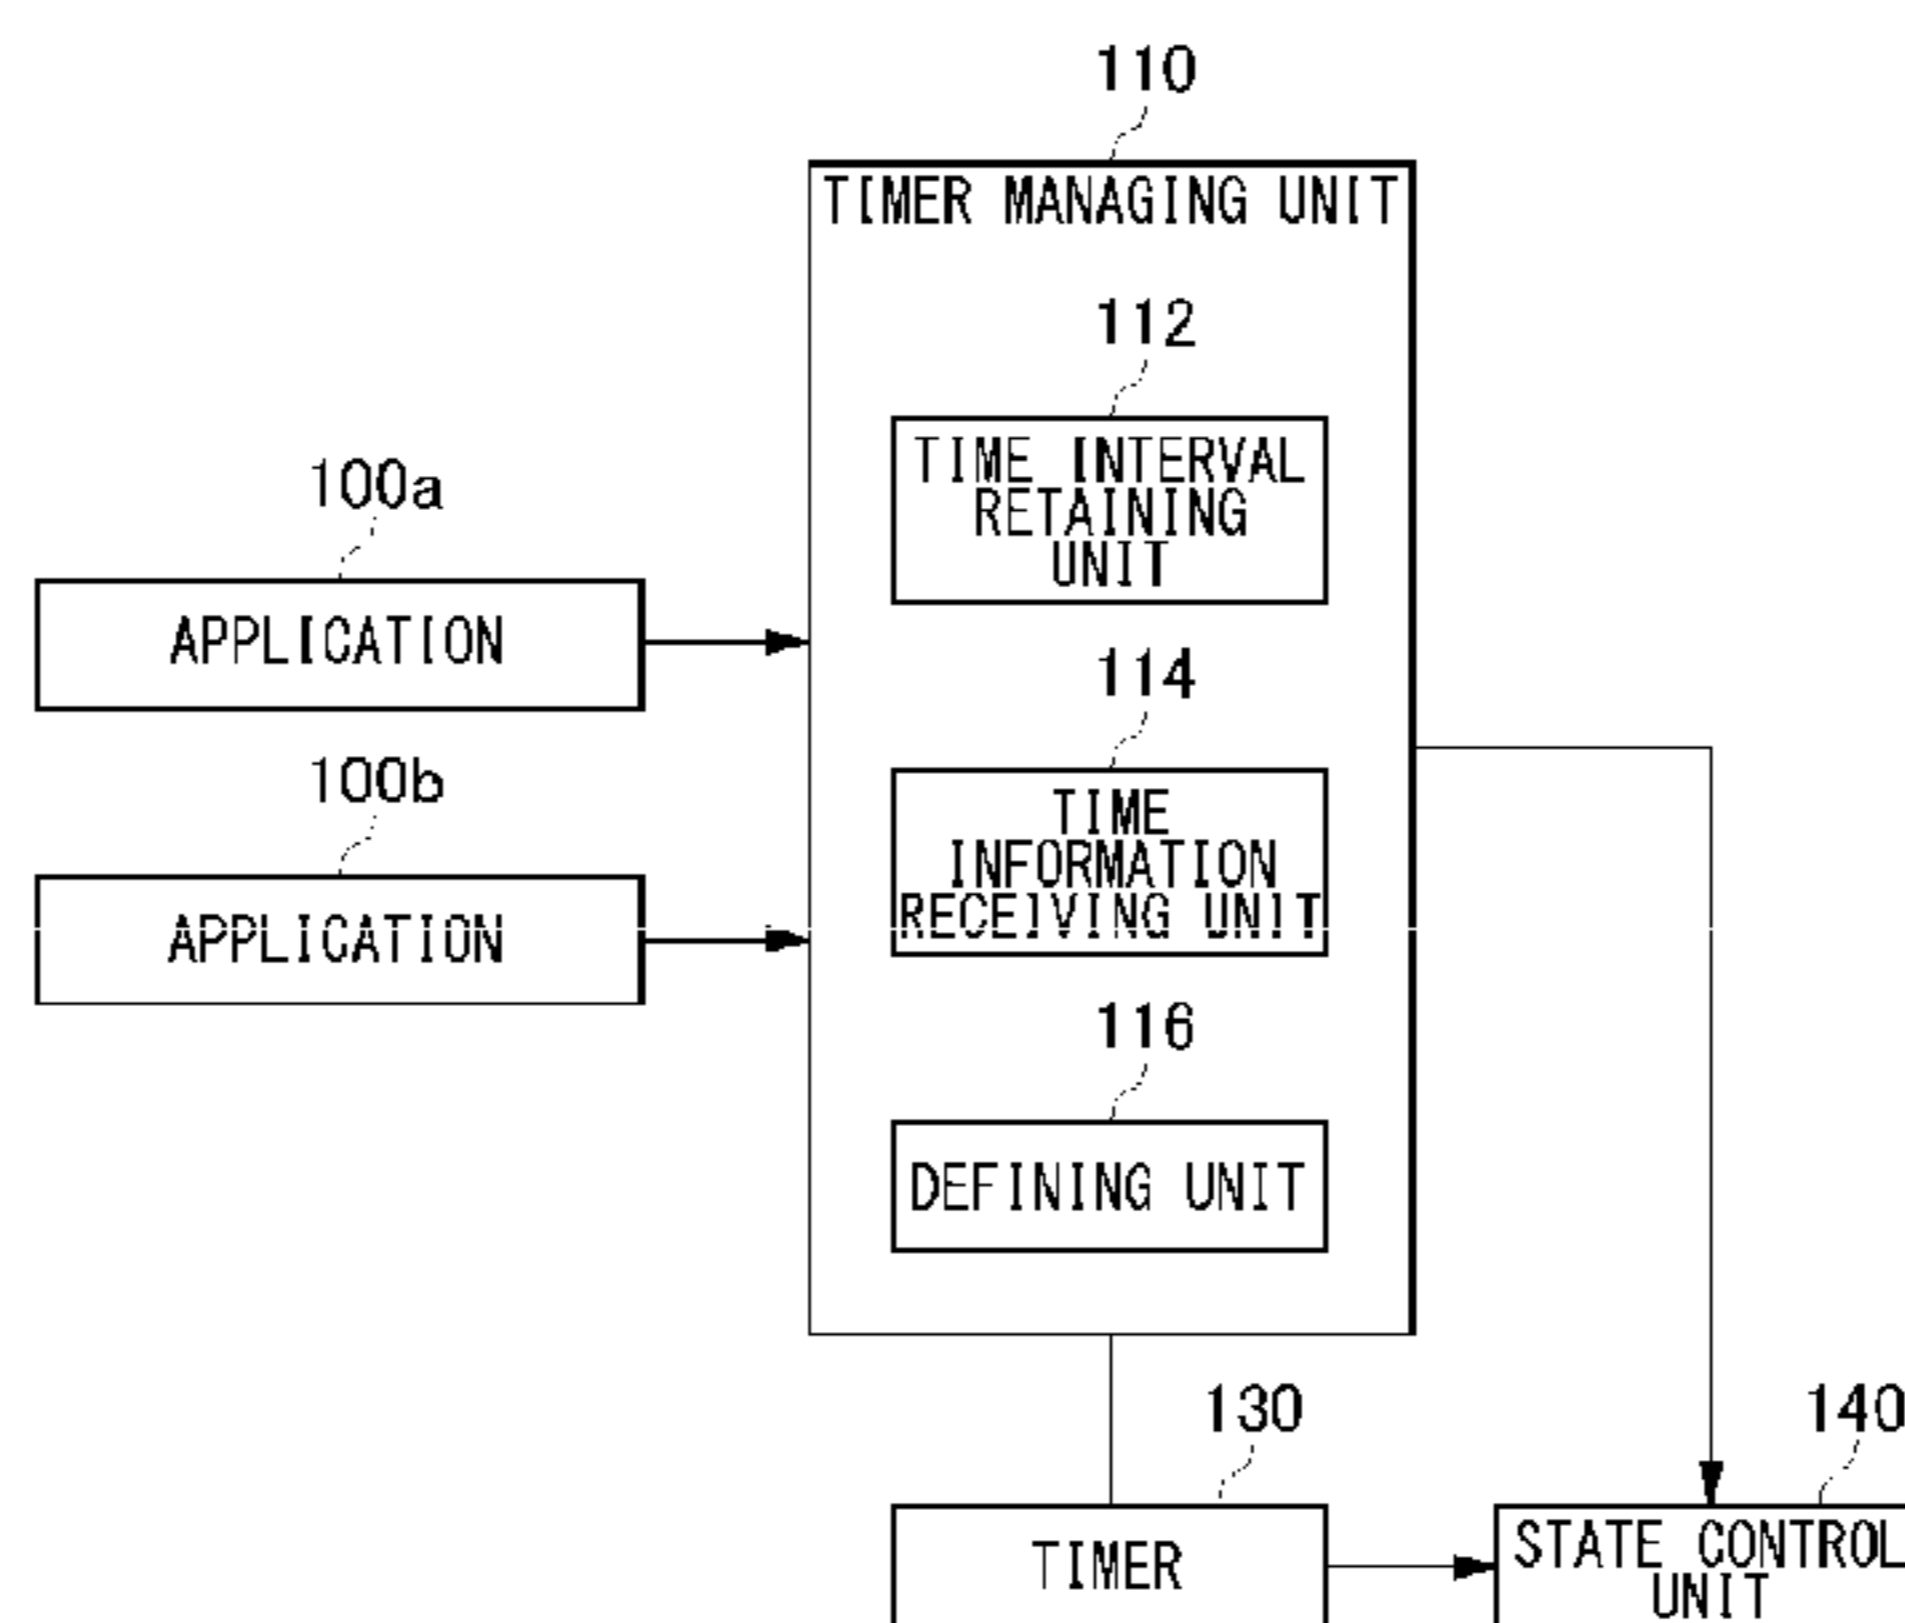 110
TIMER MANAGING UNIT
112
TIME INTERVAL
RETAINING
UNIT
100a
APPLICATION
114
TIME
INFORMATION
RECEIVING UNIT
100b
APPLICATION
116
DEFINING UNIT
130
TIMER
140
STATE CONTROL
UNIT